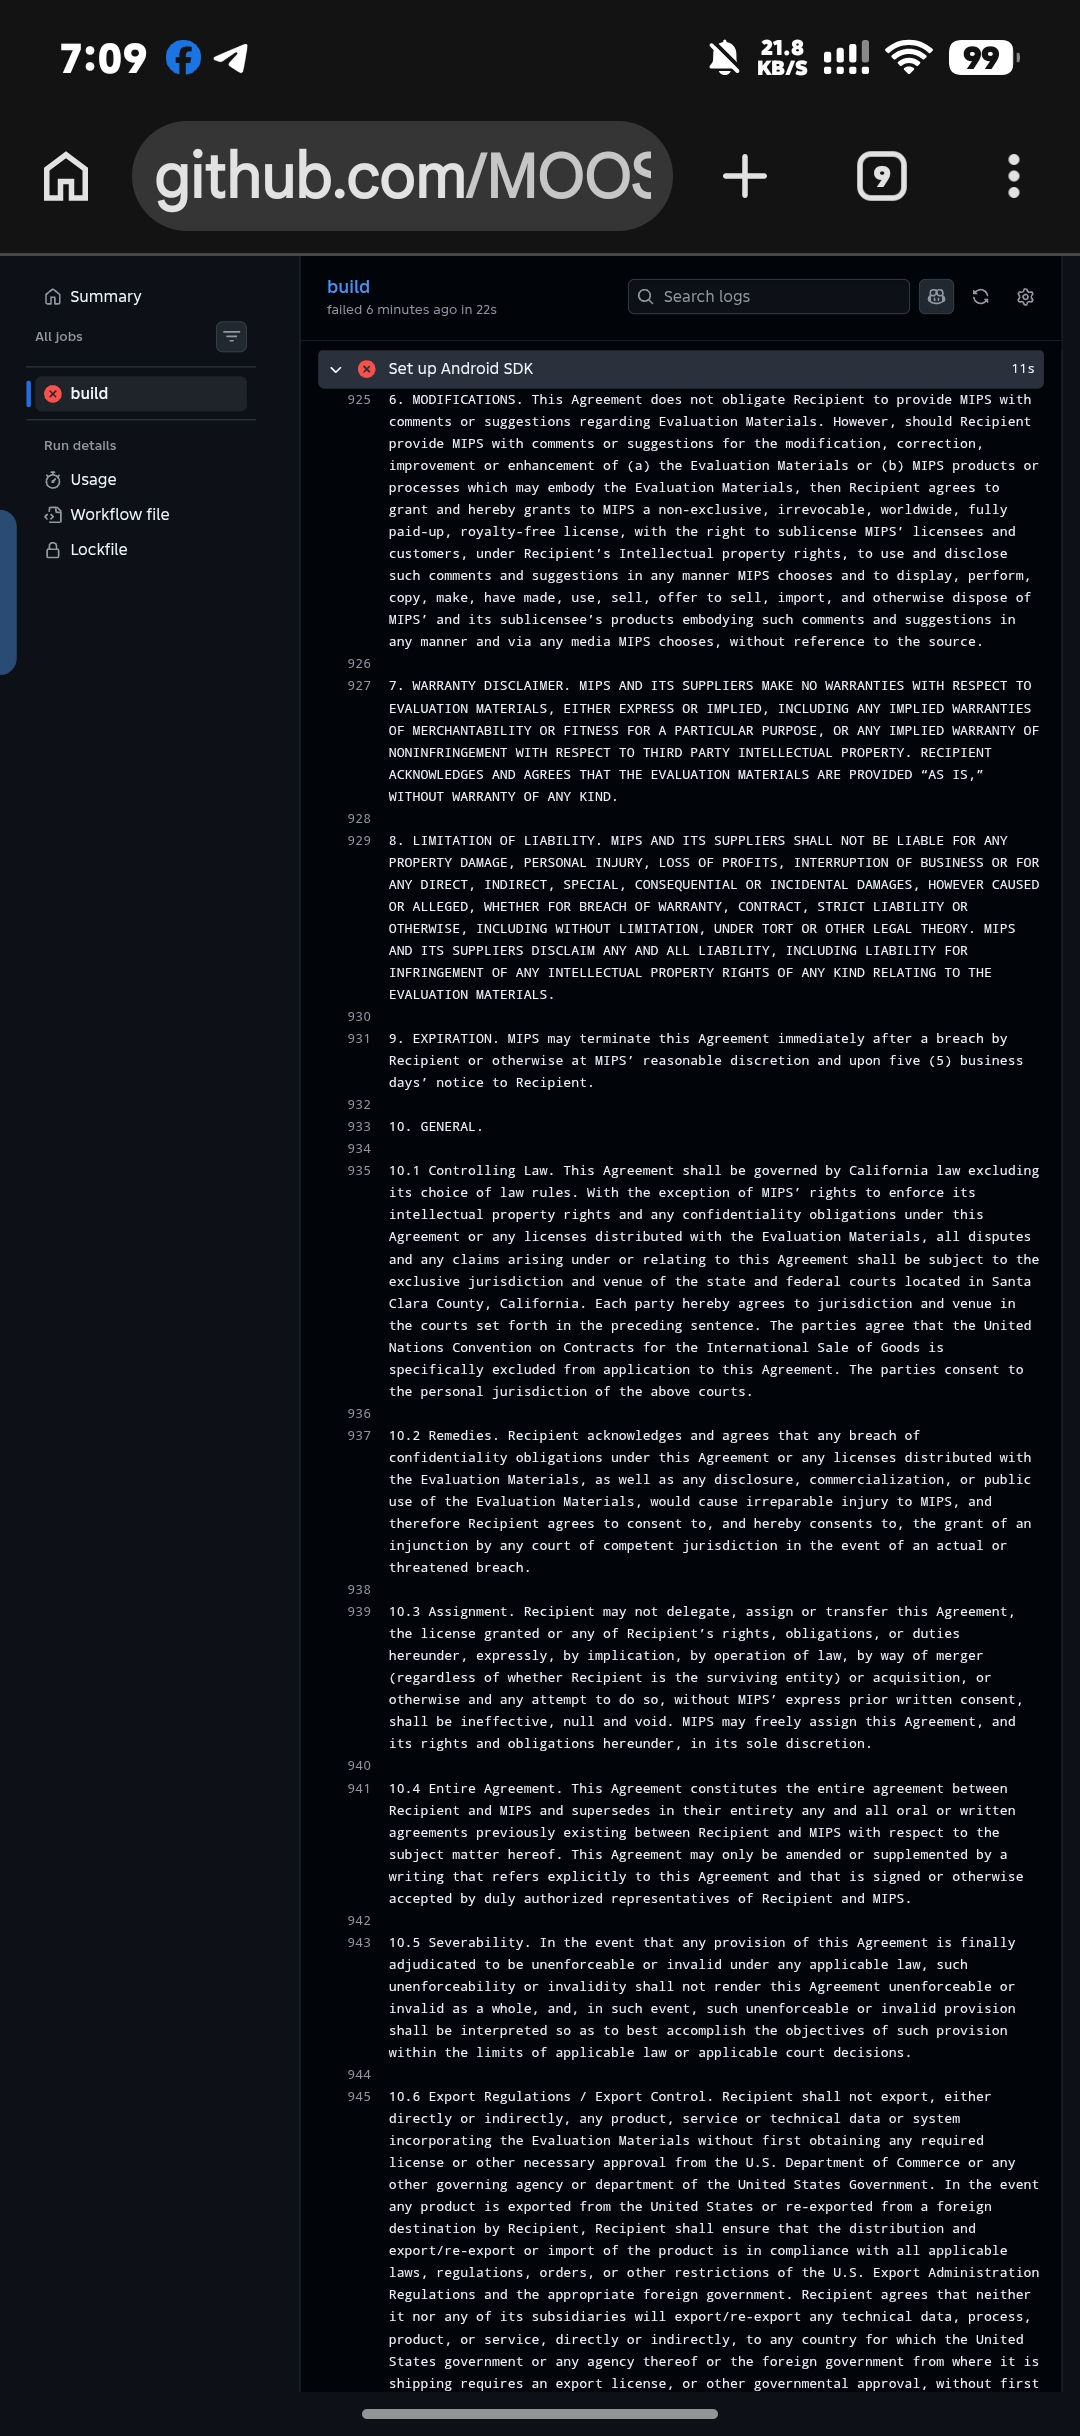 7:09
21.8
KB/S
99
github.com/MOOS
9
Summary
All jobs
build
Run details
Usage
Workflow file
Lockfile
build
failed 6 minutes ago in 22s
Search logs
Set up Android SDK
11s
925 6. MODIFICATIONS. This Agreement does not obligate Recipient to provide MIPS with
comments or suggestions regarding Evaluation Materials. However, should Recipient
provide MIPS with comments or suggestions for the modification, correction,
improvement or enhancement of (a) the Evaluation Materials or (b) MIPS products or
processes which may embody the Evaluation Materials, then Recipient agrees to
grant and hereby grants to MIPS a non-exclusive, irrevocable, worldwide, fully
paid-up, royalty-free license, with the right to sublicense MIPS’ licensees and
customers, under Recipient’s Intellectual property rights, to use and disclose
such comments and suggestions in any manner MIPS chooses and to display, perform,
copy, make, have made, use, sell, offer to sell, import, and otherwise dispose of
MIPS’ and its sublicensee’s products embodying such comments and suggestions in
any manner and via any media MIPS chooses, without reference to the source.
926
927 7. WARRANTY DISCLAIMER. MIPS AND ITS SUPPLIERS MAKE NO WARRANTIES WITH RESPECT TO
EVALUATION MATERIALS, EITHER EXPRESS OR IMPLIED, INCLUDING ANY IMPLIED WARRANTIES
OF MERCHANTABILITY OR FITNESS FOR A PARTICULAR PURPOSE, OR ANY IMPLIED WARRANTY OF
NONINFRINGEMENT WITH RESPECT TO THIRD PARTY INTELLECTUAL PROPERTY. RECIPIENT
ACKNOWLEDGES AND AGREES THAT THE EVALUATION MATERIALS ARE PROVIDED “AS IS,”
WITHOUT WARRANTY OF ANY KIND.
928
929 8. LIMITATION OF LIABILITY. MIPS AND ITS SUPPLIERS SHALL NOT BE LIABLE FOR ANY
PROPERTY DAMAGE, PERSONAL INJURY, LOSS OF PROFITS, INTERRUPTION OF BUSINESS OR FOR
ANY DIRECT, INDIRECT, SPECIAL, CONSEQUENTIAL OR INCIDENTAL DAMAGES, HOWEVER CAUSED
OR ALLEGED, WHETHER FOR BREACH OF WARRANTY, CONTRACT, STRICT LIABILITY OR
OTHERWISE, INCLUDING WITHOUT LIMITATION, UNDER TORT OR OTHER LEGAL THEORY. MIPS
AND ITS SUPPLIERS DISCLAIM ANY AND ALL LIABILITY, INCLUDING LIABILITY FOR
INFRINGEMENT OF ANY INTELLECTUAL PROPERTY RIGHTS OF ANY KIND RELATING TO THE
EVALUATION MATERIALS.
930
931 9. EXPIRATION. MIPS may terminate this Agreement immediately after a breach by
Recipient or otherwise at MIPS’ reasonable discretion and upon five (5) business
days’ notice to Recipient.
932
933 10. GENERAL.
934
935 10.1 Controlling Law. This Agreement shall be governed by California law excluding
its choice of law rules. With the exception of MIPS’ rights to enforce its
intellectual property rights and any confidentiality obligations under this
Agreement or any licenses distributed with the Evaluation Materials, all disputes
and any claims arising under or relating to this Agreement shall be subject to the
exclusive jurisdiction and venue of the state and federal courts located in Santa
Clara County, California. Each party hereby agrees to jurisdiction and venue in
the courts set forth in the preceding sentence. The parties agree that the United
Nations Convention on Contracts for the International Sale of Goods is
specifically excluded from application to this Agreement. The parties consent to
the personal jurisdiction of the above courts.
936
937 10.2 Remedies. Recipient acknowledges and agrees that any breach of
confidentiality obligations under this Agreement or any licenses distributed with
the Evaluation Materials, as well as any disclosure, commercialization, or public
use of the Evaluation Materials, would cause irreparable injury to MIPS, and
therefore Recipient agrees to consent to, and hereby consents to, the grant of an
injunction by any court of competent jurisdiction in the event of an actual or
threatened breach.
938
939 10.3 Assignment. Recipient may not delegate, assign or transfer this Agreement,
the license granted or any of Recipient’s rights, obligations, or duties
hereunder, expressly, by implication, by operation of law, by way of merger
(regardless of whether Recipient is the surviving entity) or acquisition, or
otherwise and any attempt to do so, without MIPS’ express prior written consent,
shall be ineffective, null and void. MIPS may freely assign this Agreement, and
its rights and obligations hereunder, in its sole discretion.
940
941 10.4 Entire Agreement. This Agreement constitutes the entire agreement between
Recipient and MIPS and supersedes in their entirety any and all oral or written
agreements previously existing between Recipient and MIPS with respect to the
subject matter hereof. This Agreement may only be amended or supplemented by a
writing that refers explicitly to this Agreement and that is signed or otherwise
accepted by duly authorized representatives of Recipient and MIPS.
942
943 10.5 Severability. In the event that any provision of this Agreement is finally
adjudicated to be unenforceable or invalid under any applicable law, such
unenforceability or invalidity shall not render this Agreement unenforceable or
invalid as a whole, and, in such event, such unenforceable or invalid provision
shall be interpreted so as to best accomplish the objectives of such provision
within the limits of applicable law or applicable court decisions.
944
945 10.6 Export Regulations / Export Control. Recipient shall not export, either
directly or indirectly, any product, service or technical data or system
incorporating the Evaluation Materials without first obtaining any required
license or other necessary approval from the U.S. Department of Commerce or any
other governing agency or department of the United States Government. In the event
any product is exported from the United States or re-exported from a foreign
destination by Recipient, Recipient shall ensure that the distribution and
export/re-export or import of the product is in compliance with all applicable
laws, regulations, orders, or other restrictions of the U.S. Export Administration
Regulations and the appropriate foreign government. Recipient agrees that neither
it nor any of its subsidiaries will export/re-export any technical data, process,
product, or service, directly or indirectly, to any country for which the United
States government or any agency thereof or the foreign government from where it is
shipping requires an export license, or other governmental approval, without first